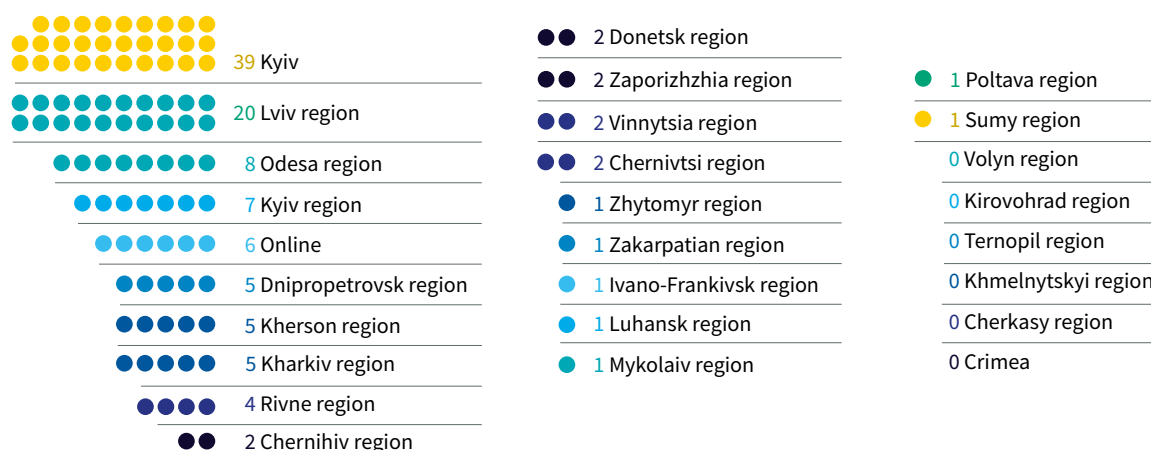 39 Kyiv
20 Lviv region
8 Odesa region
7 Kyiv region
6 Online
5 Dnipropetrovsk region
5 Kherson region
5 Kharkiv region
4 Rivne region
2 Chernihiv region
2 Donetsk region
2 Zaporizhzhia region
2 Vinnytsia region
2 Chernivtsi region
1 Zhytomyr region
1 Zakarpatian region
1 Ivano-Frankivsk region
1 Luhansk region
1 Mykolaiv region
1 Poltava region
1 Sumy region
0 Volyn region
0 Kirovohrad region
0 Ternopil region
0 Khmelnytskyi region
0 Cherkasy region
0 Crimea